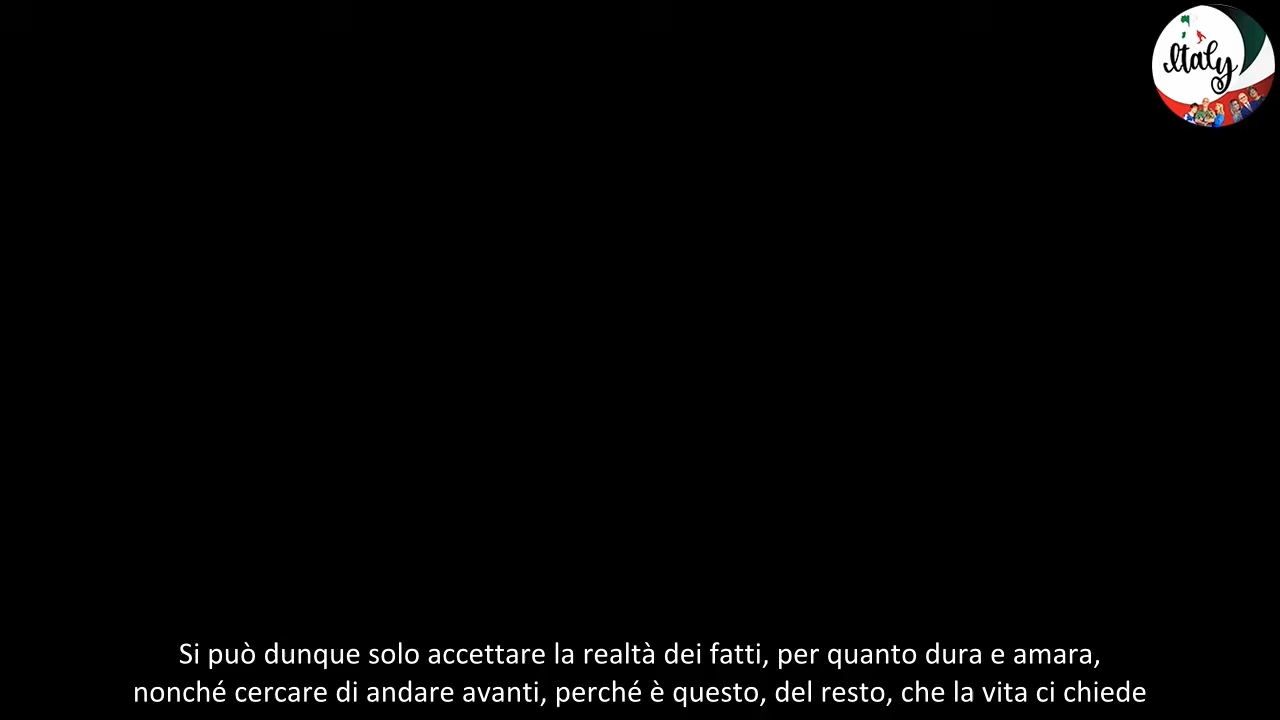 Italy
Si può dunque solo accettare la realtà dei fatti, per quanto dura e amara,
nonché cercare di andare avanti, perché è questo, del resto, che la vita ci chiede